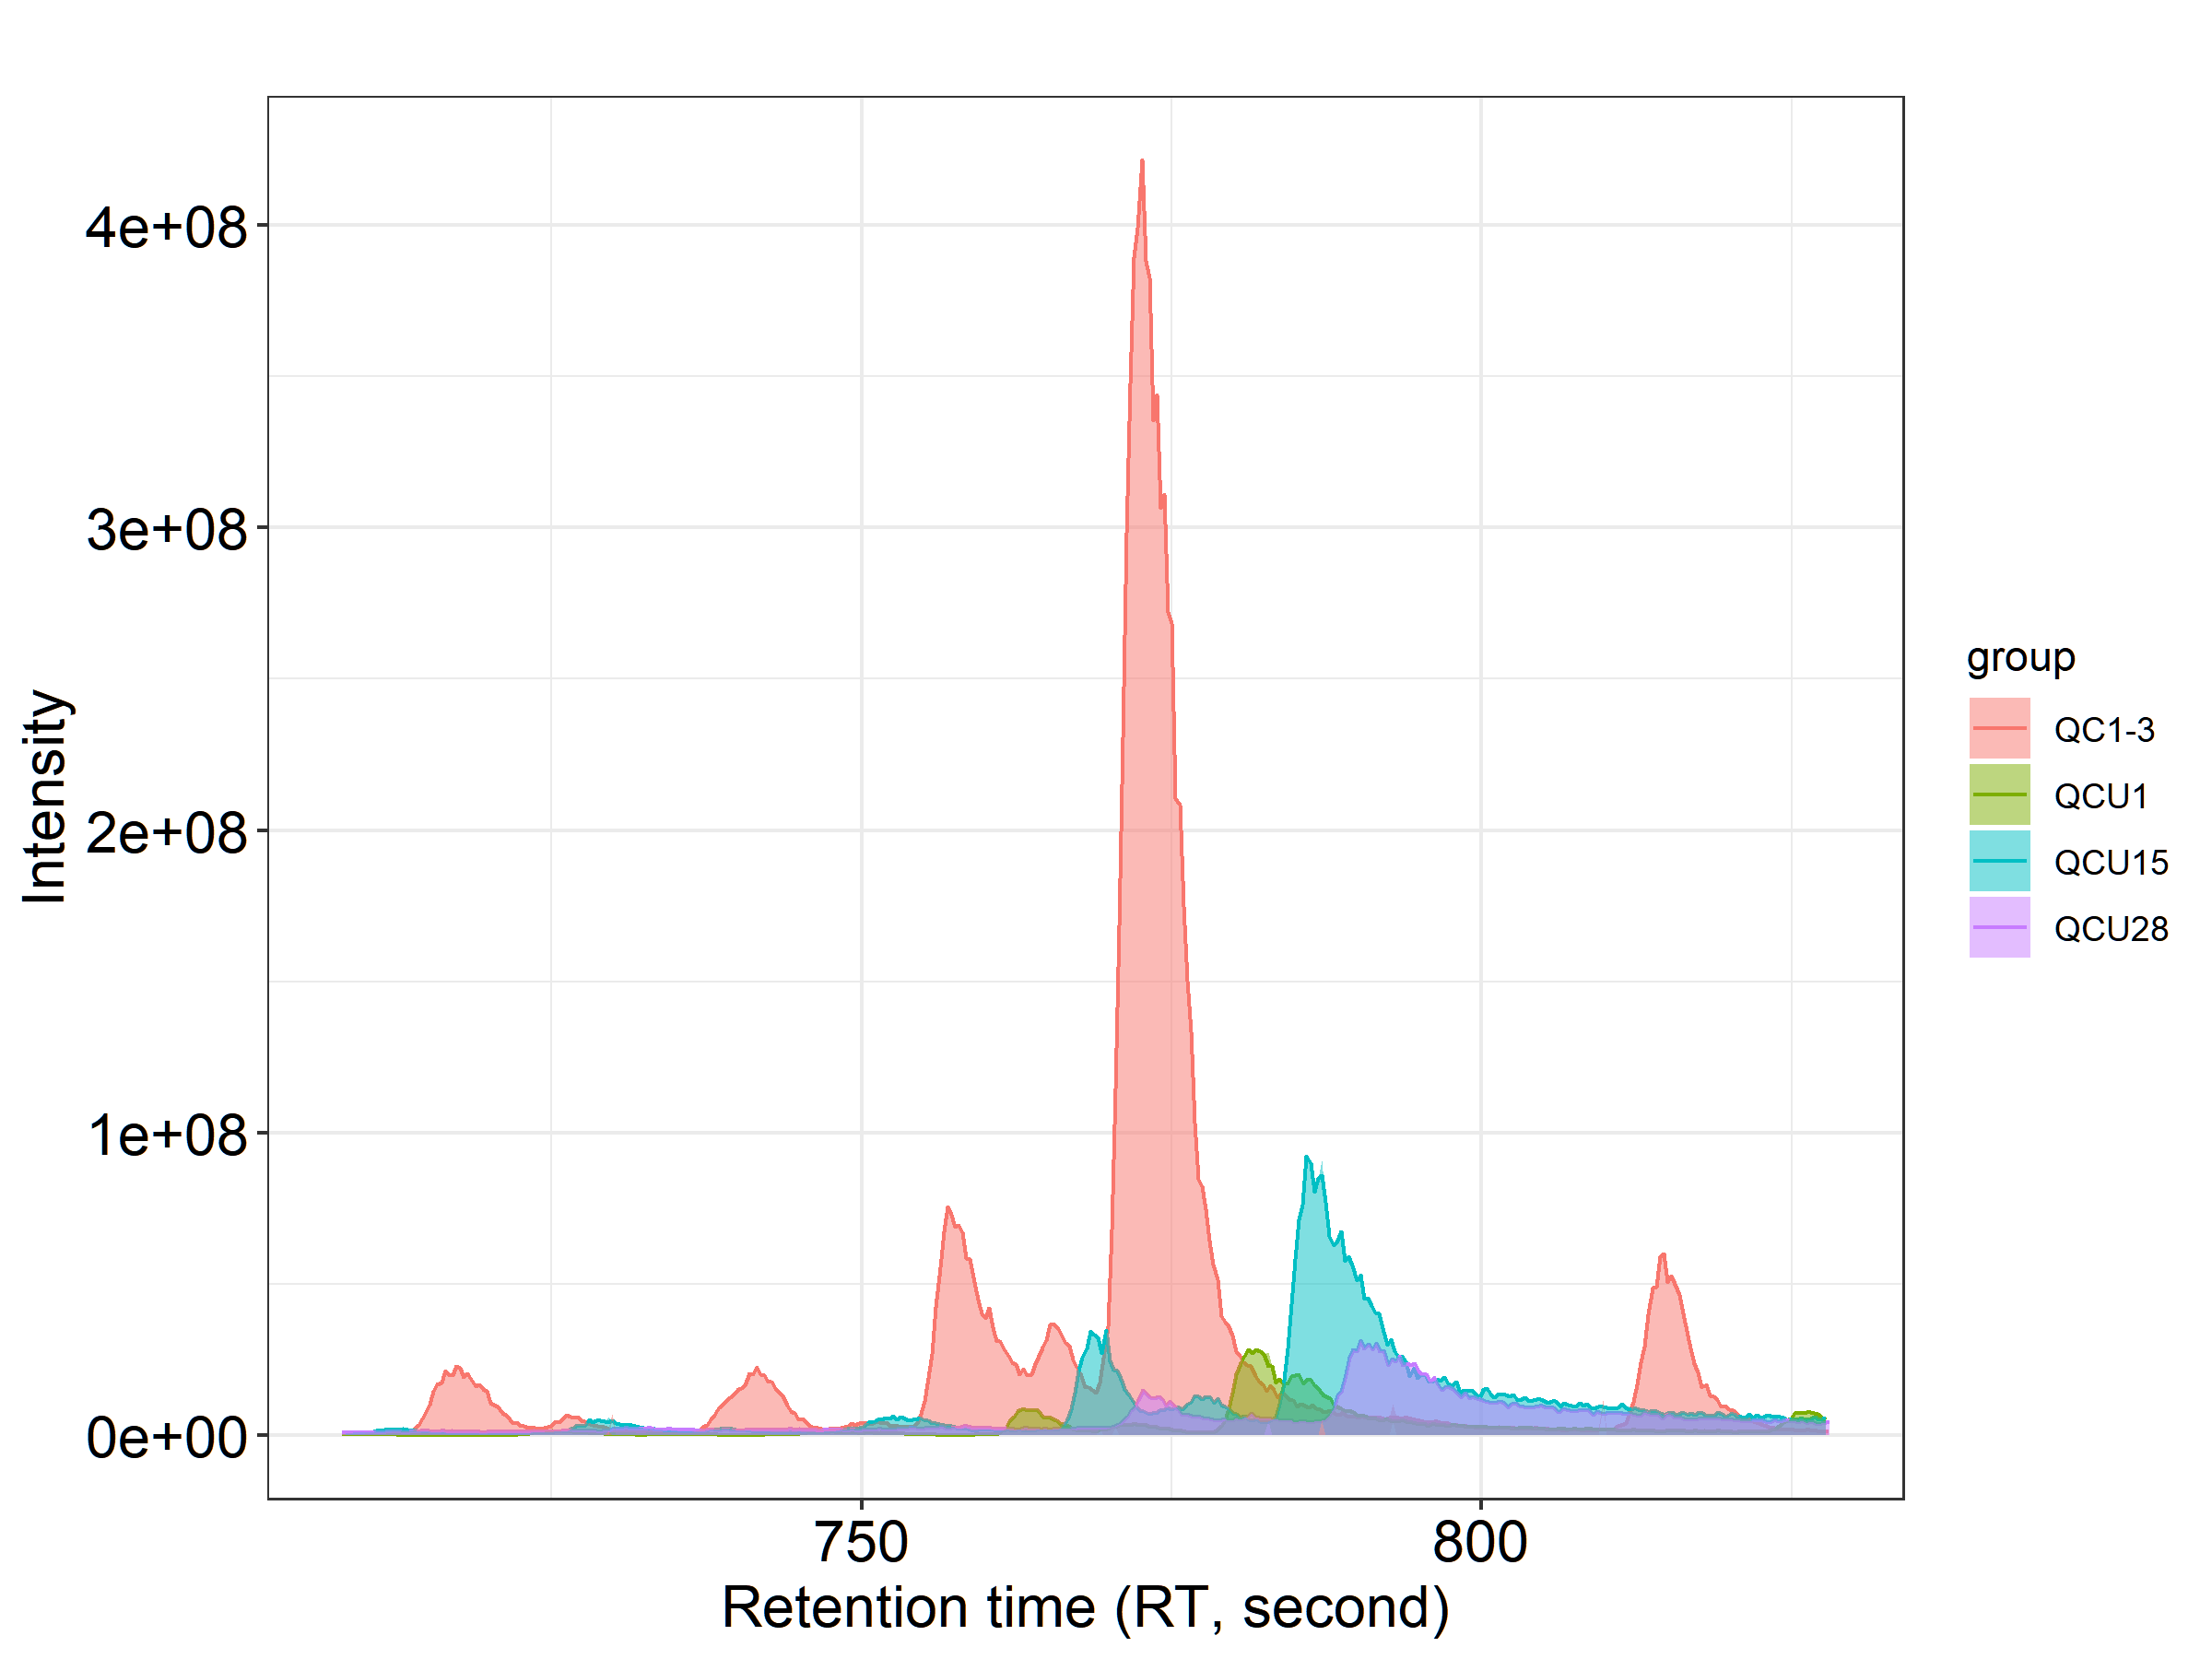 Intensity
4e+08
3e+08
2e+08
1e+08
0e+00
750
800
Retention time (RT, second)
group
QC1-3
QCU1
QCU15
QCU28